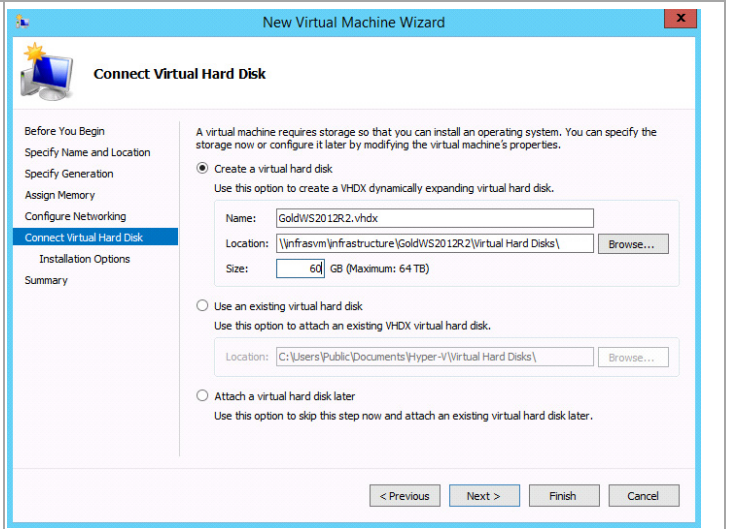 New Virtual Machine Wizard
x
Connect Virtual Hard Disk
Before You Begin
Specify Name and Location
Specify Generation
Assign Memory
Configure Networking
Connect Virtual Hard Disk
Installation Options
Summary
A virtual machine requires storage so that you can install an operating system. You can specify the
storage now or configure it later by modifying the virtual machine's properties.
Create a virtual hard disk
Use this option to create a VHDX dynamically expanding virtual hard disk.
Name: GoldWS2012R2.vhdx
Location: \\infrasvm\infrastructure\GoldWS2012R2\Virtual Hard Disks\ Browse...
Size: 60 GB (Maximum: 64 TB)
Use an existing virtual hard disk
Use this option to attach an existing VHDX virtual hard disk.
Location: C:\Users\Public\Documents\Hyper-V\Virtual Hard Disks\ Browse...
Attach a virtual hard disk later
Use this option to skip this step now and attach an existing virtual hard disk later.
< Previous Next > Finish Cancel